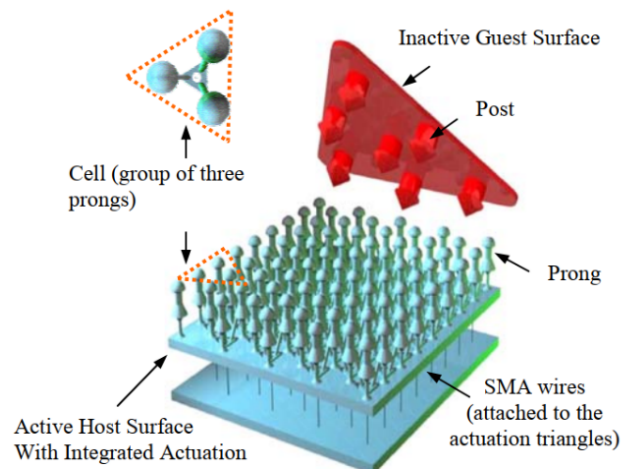 Inactive Guest Surface
Post
Cell (group of three
prongs)
Prong
SMA wires
(attached to the
actuation triangles)
Active Host Surface
With Integrated Actuation